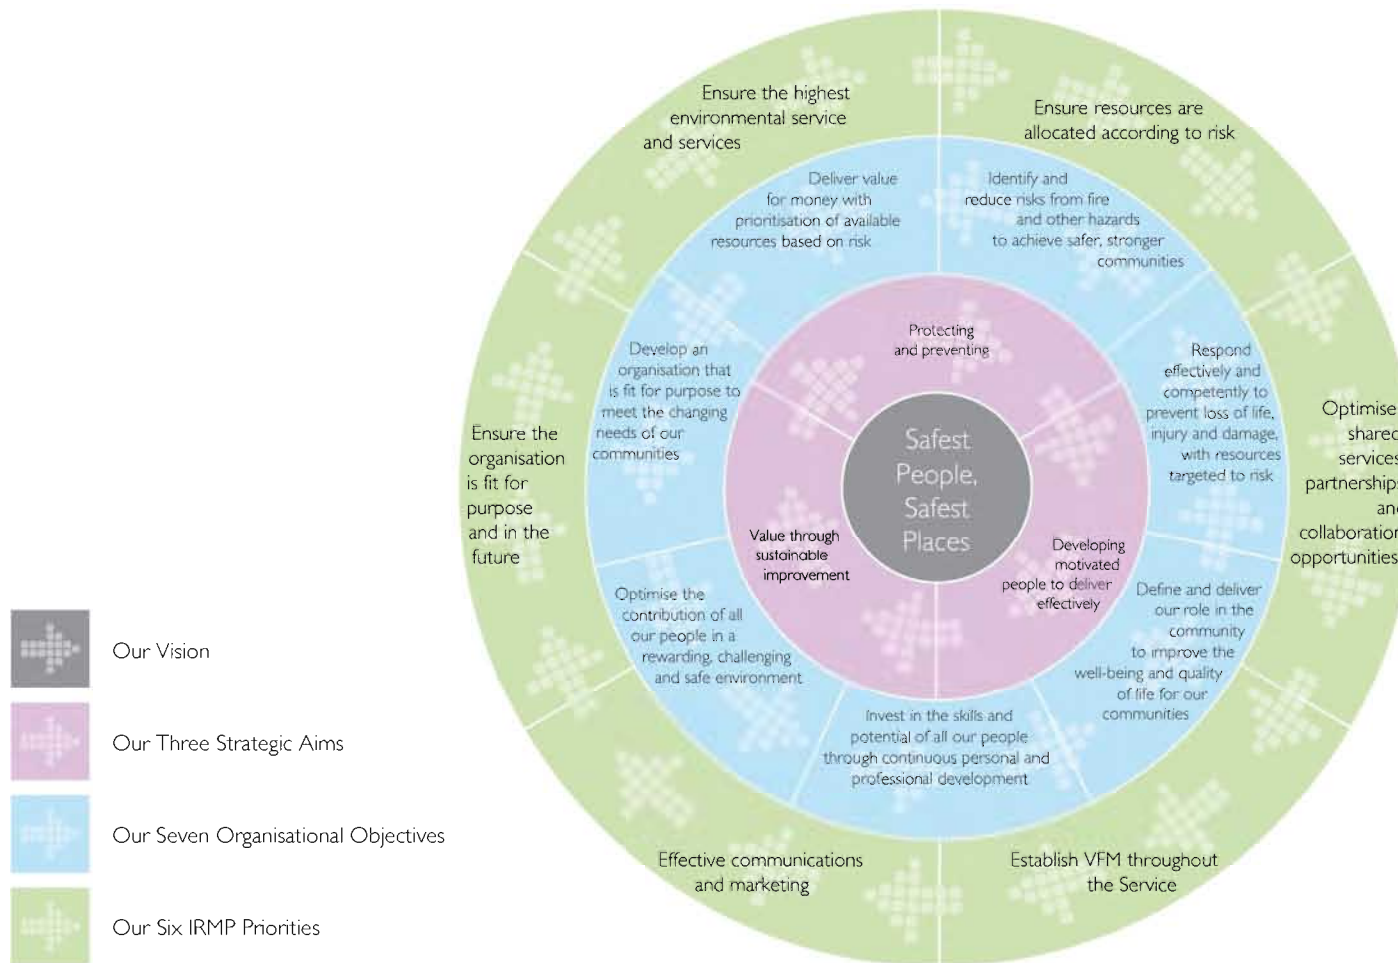 Ensure the highest
environmental service
and services
Ensure resources are
allocated according to risk
Deliver value
for money with
prioritisation of available
resources based on risk
Identify and
reduce risks from fire
and other hazards
to achieve safer, stronger
communities
Protecting
and preventing
Develop an
organisation that
is fit for purpose to
meet the changing
needs of our
communities
Respond
effectively and
competently to
prevent loss of life,
injury and damage,
with resources
targeted to risk
Ensure the
organisation
is fit for
purpose
and in the
future
Safest
People,
Safest
Places
Optimise
shared
services
partnerships
an
collaboration
opportunities
Value through
sustainable
improvement
Developing
motivated
people to deliver
effectively
Optimise the
contribution of all
our people in a
rewarding, challenging
and safe environment
Define and deliver
our role in the
community
to improve the
well-being and quality
of life for our
communities
Invest in the skills and
potential of all our people
through continuous personal and
professional development
Effective communications
and marketing
Establish VFM throughout
the Service
Our Vision
Our Three Strategic Aims
Our Seven Organisational Objectives
Our Six IRMP Priorities